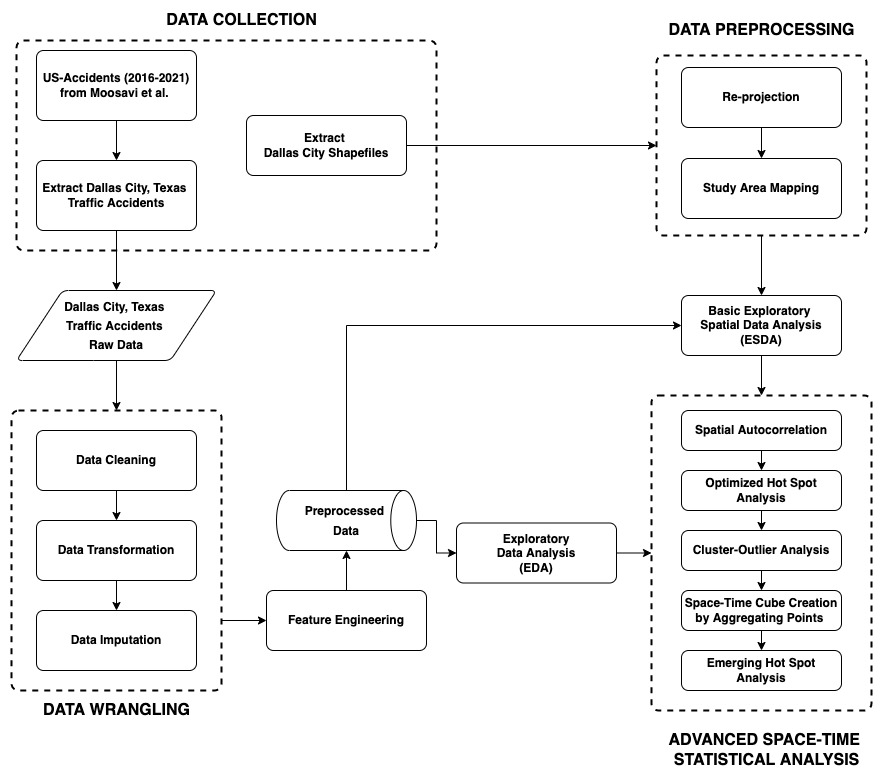 DATA COLLECTION
US-Accidents (2016-2021)
from Moosavi et al.
Extract Dallas City, Texas
Traffic Accidents
Extract
Dallas City Shapefiles
DATA PREPROCESSING
Re-projection
Study Area Mapping
Dallas City, Texas
Traffic Accidents
Raw Data
Basic Exploratory
Spatial Data Analysis
(ESDA)
Data Cleaning
Data Transformation
Data Imputation
DATA WRANGLING
Feature Engineering
Preprocessed
Data
Exploratory
Data Analysis
(EDA)
Spatial Autocorrelation
Optimized Hot Spot
Analysis
Cluster-Outlier Analysis
Space-Time Cube Creation
by Aggregating Points
Emerging Hot Spot
Analysis
ADVANCED SPACE-TIME
STATISTICAL ANALYSIS